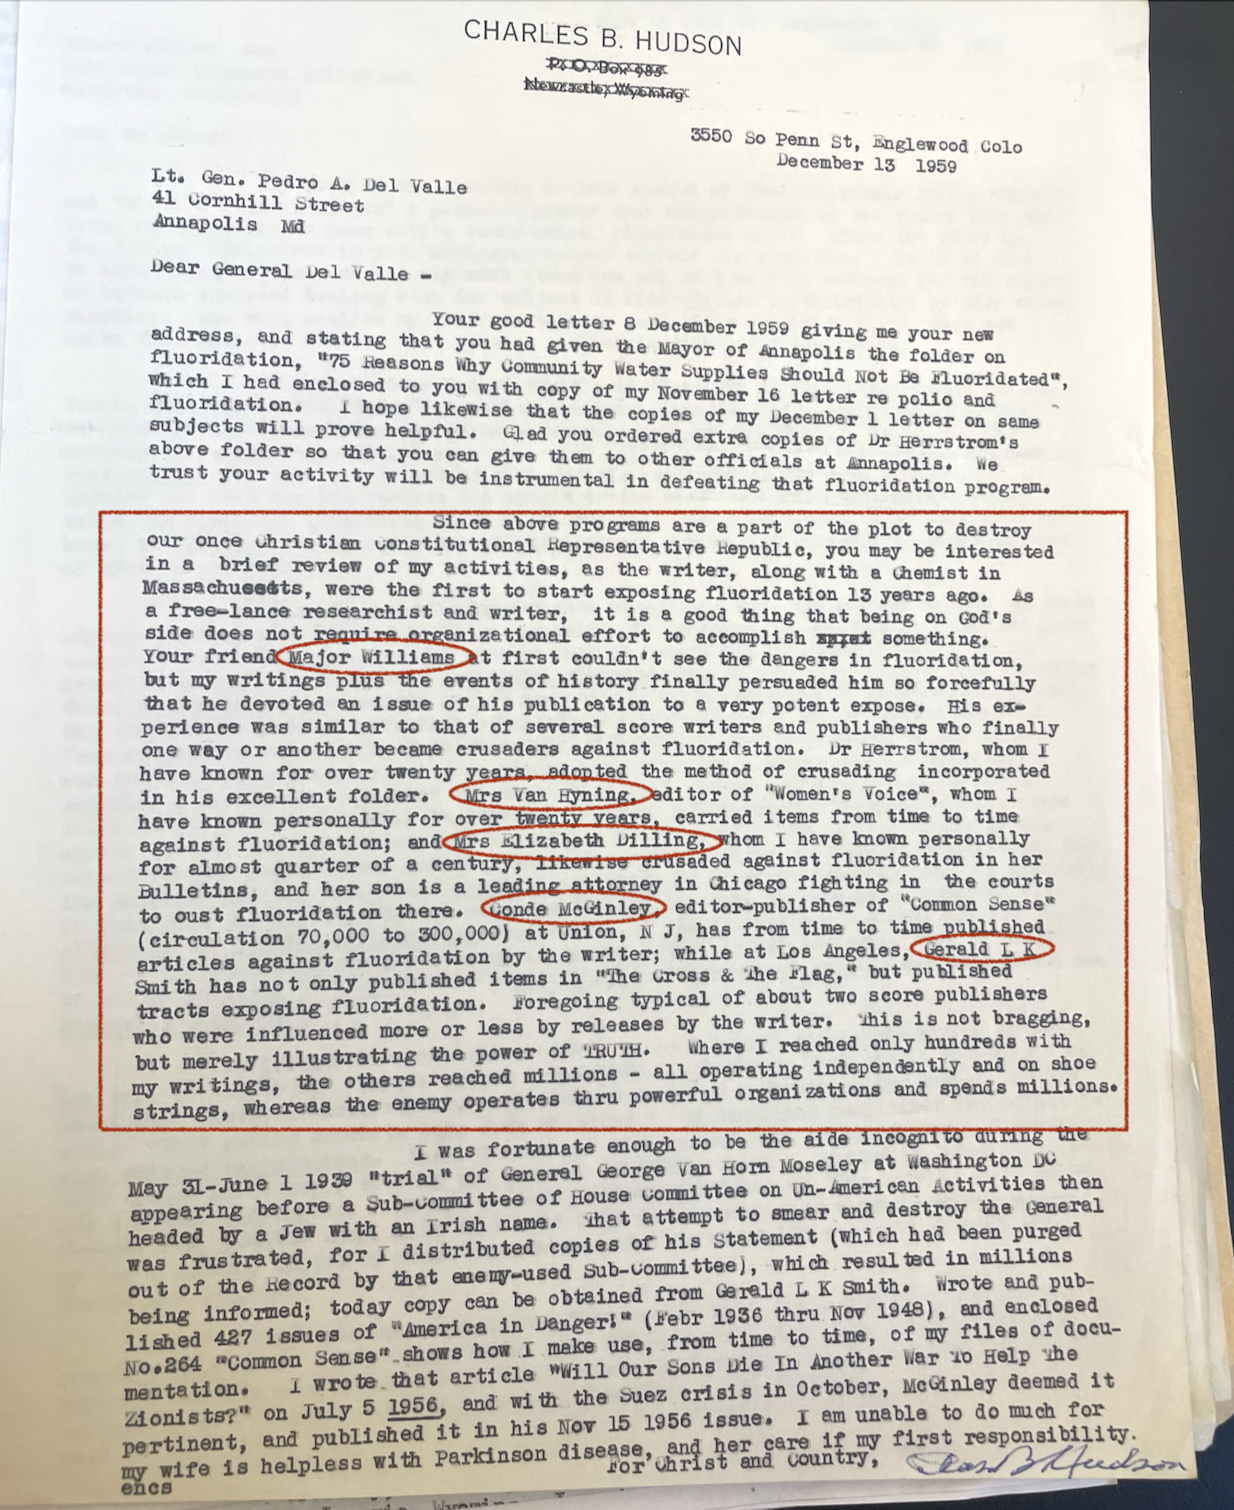 CHARLES B. HUDSON
P. O. Box 985
Newcastle, Wyoming
3550 So Penn St, Englewood Colo
December 13 1959
Lt. Gen. Pedro A. Del Valle
41 Cornhill Street
Annapolis Md
Dear General Del Valle -
Your good letter 8 December 1959 giving me your new
address, and stating that you had given the Mayor of Annapolis the folder on
fluoridation, "75 Reasons Why Community Water Supplies Should Not Be Fluoridated",
which I had enclosed to you with copy of my November 16 letter re polio and
fluoridation. I hope likewise that the copies of my December 1 letter on same
subjects will prove helpful. Glad you ordered extra copies of Dr Herrstrom's
above folder so that you can give them to other officials at Annapolis. We
trust your activity will be instrumental in defeating that fluoridation program.
Since above programs are a part of the plot to destroy
our once Christian Constitutional Representative Republic, you may be interested
in a brief review of my activities, as the writer, along with a Chemist in
Massachusetts, were the first to start exposing fluoridation 13 years ago. As
a free-lance researchist and writer, it is a good thing that being on God's
side does not require organizational effort to accomplish something.
Your friend Major Williams at first couldn't see the dangers in fluoridation,
but my writings plus the events of history finally persuaded him so forcefully
that he devoted an issue of his publication to a very potent expose. His ex-
perience was similar to that of several score writers and publishers who finally
one way or another became crusaders against fluoridation. Dr Herrstrom, whom I
have known for over twenty years, adopted the method of crusading incorporated
in his excellent folder. Mrs Van Hyning, editor of "Women's Voice", whom I
have known personally for over twenty years, carried items from time to time
against fluoridation; and Mrs Elizabeth Dilling, whom I have known personally
for almost quarter of a century, likewise crusaded against fluoridation in her
Bulletins, and her son is a leading attorney in Chicago fighting in the courts
to oust fluoridation there. Conde McGinley, editor-publisher of "Common Sense"
(circulation 70,000 to 300,000) at Union, N J, has from time to time published
articles against fluoridation by the writer; while at Los Angeles, Gerald L K
Smith has not only published items in "The Cross & The Flag," but published
tracts exposing fluoridation. Foregoing typical of about two score publishers
who were influenced more or less by releases by the writer. This is not bragging,
but merely illustrating the power of TRUTH. Where I reached only hundreds with
my writings, the others reached millions - all operating independently and on shoe
strings, whereas the enemy operates thru powerful organizations and spends millions.
I was fortunate enough to be the aide incognito during the
May 31-June 1 1939 "trial" of General George Van Horn Moseley at Washington DC
appearing before a Sub-Committee of House Committee on Un-American Activities then
headed by a Jew with an Irish name. That attempt to smear and destroy the General
was frustrated, for I distributed copies of his Statement (which had been purged
out of the Record by that enemy-used Sub-Committee), which resulted in millions
being informed; today copy can be obtained from Gerald L K Smith. Wrote and pub-
lished 427 issues of "America in Danger!" (Febr 1936 thru Nov 1948), and enclosed
No.264 "Common Sense" shows how I make use, from time to time, of my files of docu-
mentation. I wrote that article "Will Our Sons Die In Another War To Help The
Zionists?" on July 5 1956, and with the Suez crisis in October, McGinley deemed it
pertinent, and published it in his Nov 15 1956 issue. I am unable to do much for
my wife is helpless with Parkinson disease, and her care if my first responsibility.
For Christ and Country, Chas B Hudson
encs